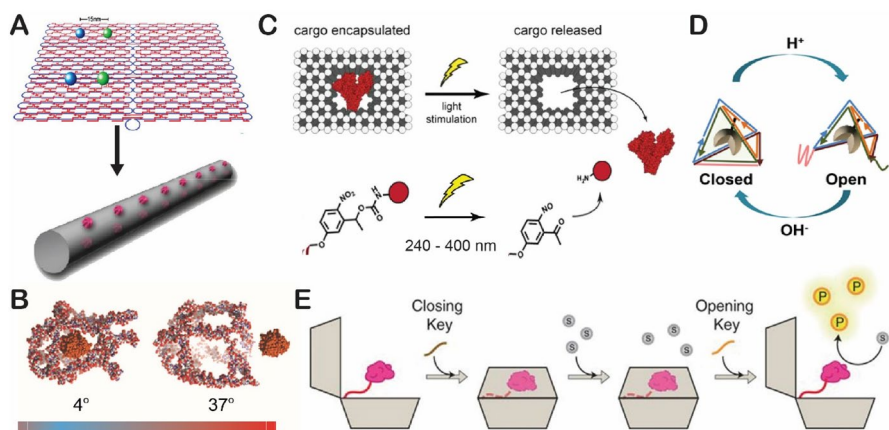 A
15nm
B
4°
37°
C
cargo encapsulated
cargo released
light
stimulation
NO₂
H
N
O
O
O
240 - 400 nm
H₂N
NO
O
O
D
H⁺
Closed
Open
OH⁻
E
Closing
Key
S
S
S
S
S
S
Opening
Key
P
P
P
S